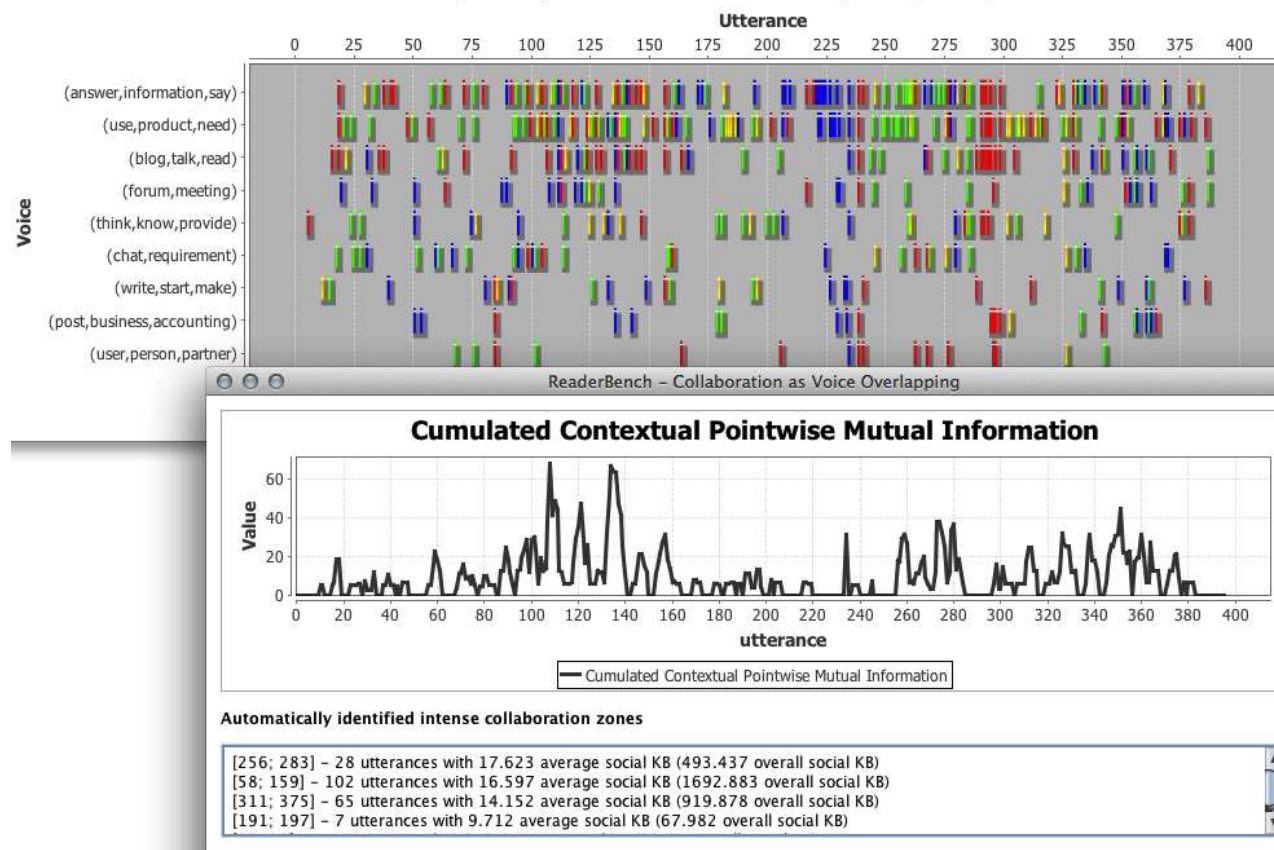 Utterance
0 25 50 75 100 125 150 175 200 225 250 275 300 325 350 375 400
Voice
(answer,information,say)
(use,product,need)
(blog,talk,read)
(forum,meeting)
(think,know,provide)
(chat,requirement)
(write,start,make)
(post,business,accounting)
(user,person,partner)
ReaderBench - Collaboration as Voice Overlapping
Cumulated Contextual Pointwise Mutual Information
Value
60
40
20
0
0 20 40 60 80 100 120 140 160 180 200 220 240 260 280 300 320 340 360 380 400
utterance
Cumulated Contextual Pointwise Mutual Information
Automatically identified intense collaboration zones
[256; 283] - 28 utterances with 17.623 average social KB (493.437 overall social KB)
[58; 159] - 102 utterances with 16.597 average social KB (1692.883 overall social KB)
[311; 375] - 65 utterances with 14.152 average social KB (919.878 overall social KB)
[191; 197] - 7 utterances with 9.712 average social KB (67.982 overall social KB)